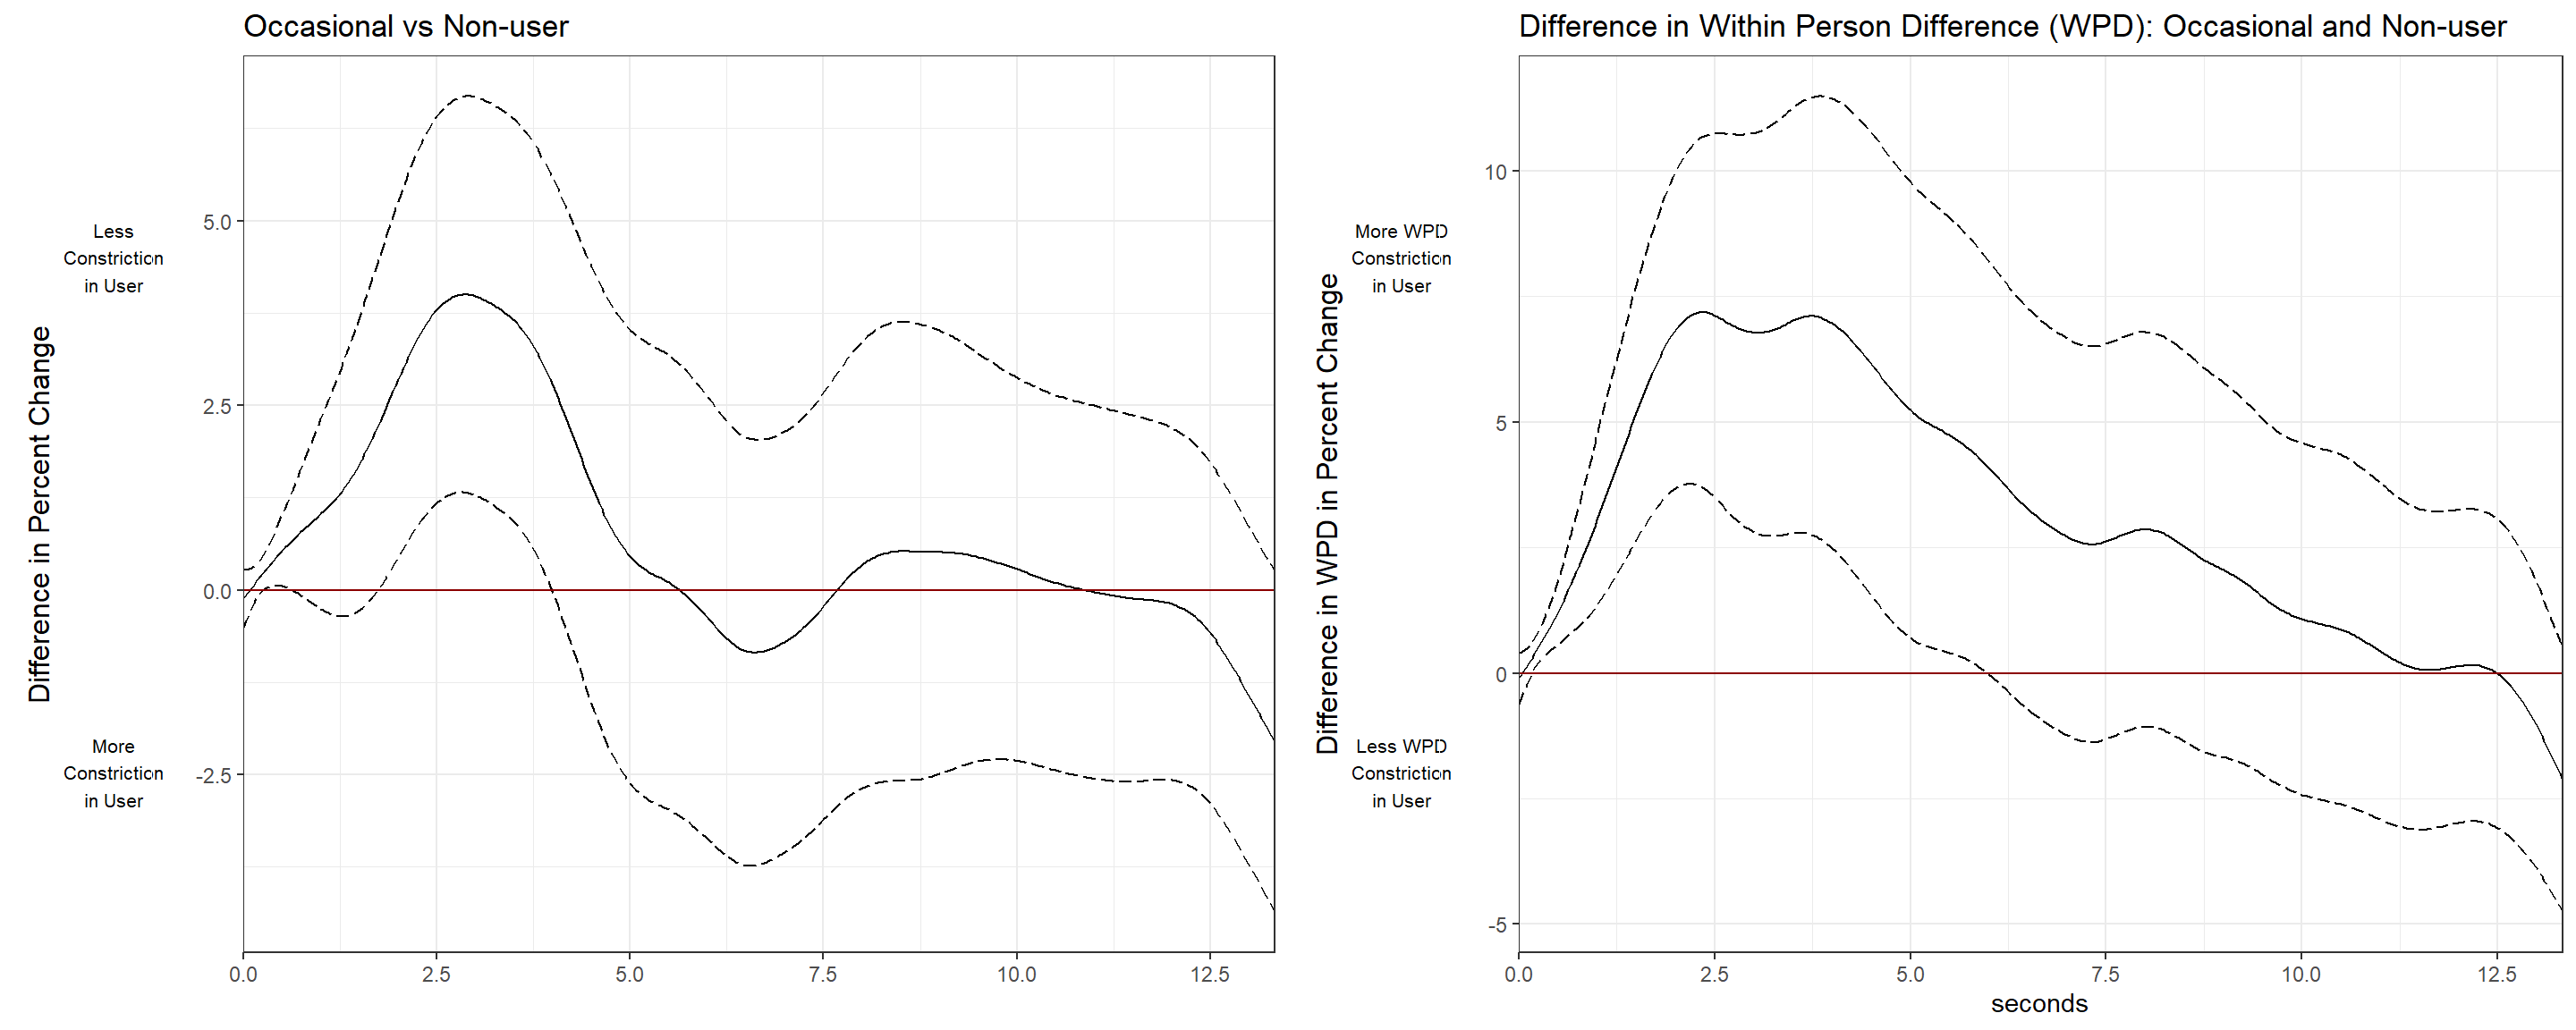 Occasional vs Non-user
Difference in Percent Change
Less
Constriction
in User
More
Constriction
in User
5.0
2.5
0.0
-2.5
0.0 2.5 5.0 7.5 10.0 12.5
Difference in Within Person Difference (WPD): Occasional and Non-user
Difference in WPD in Percent Change
More WPD
Constriction
in User
Less WPD
Constriction
in User
10
5
0
-5
0.0 2.5 5.0 7.5 10.0 12.5
seconds